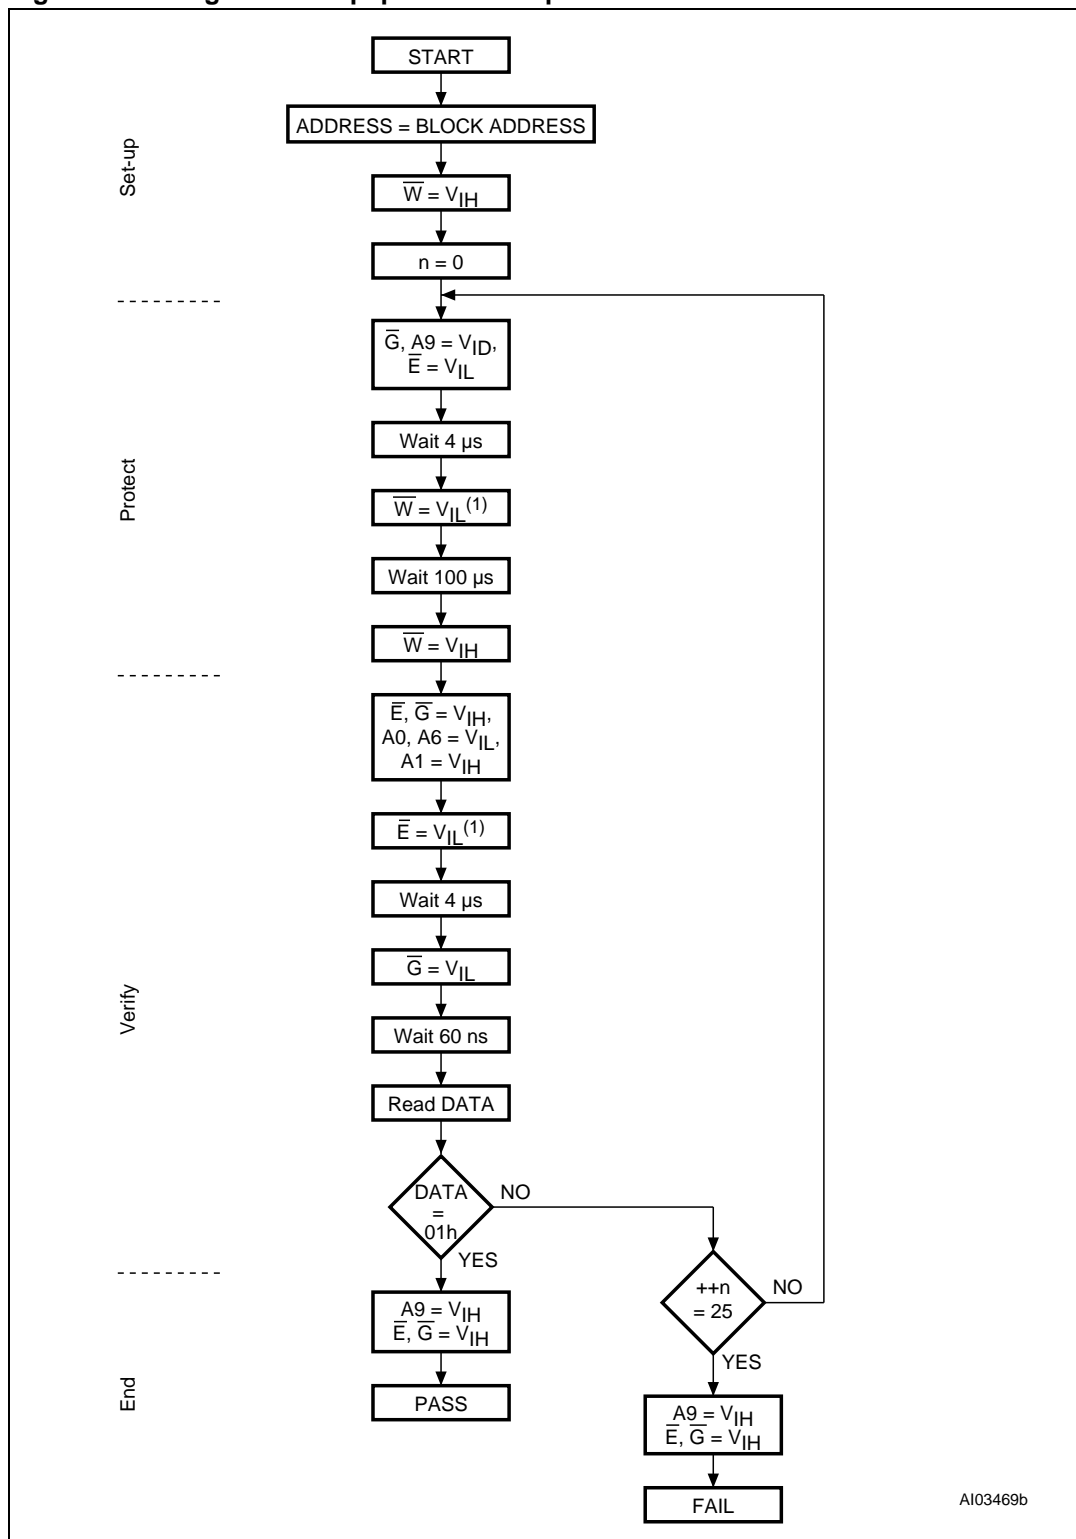 START
ADDRESS = BLOCK ADDRESS
Set-up
W̅ = VIH
n = 0
G̅, A9 = VID,
E̅ = VIL
Wait 4 µs
Protect
W̅ = VIL(1)
Wait 100 µs
W̅ = VIH
E̅, G̅ = VIH,
A0, A6 = VIL,
A1 = VIH
E̅ = VIL(1)
Wait 4 µs
G̅ = VIL
Verify
Wait 60 ns
Read DATA
DATA
=
01h
NO
YES
++n
= 25
NO
YES
A9 = VIH
E̅, G̅ = VIH
End
PASS
A9 = VIH
E̅, G̅ = VIH
FAIL
AI03469b